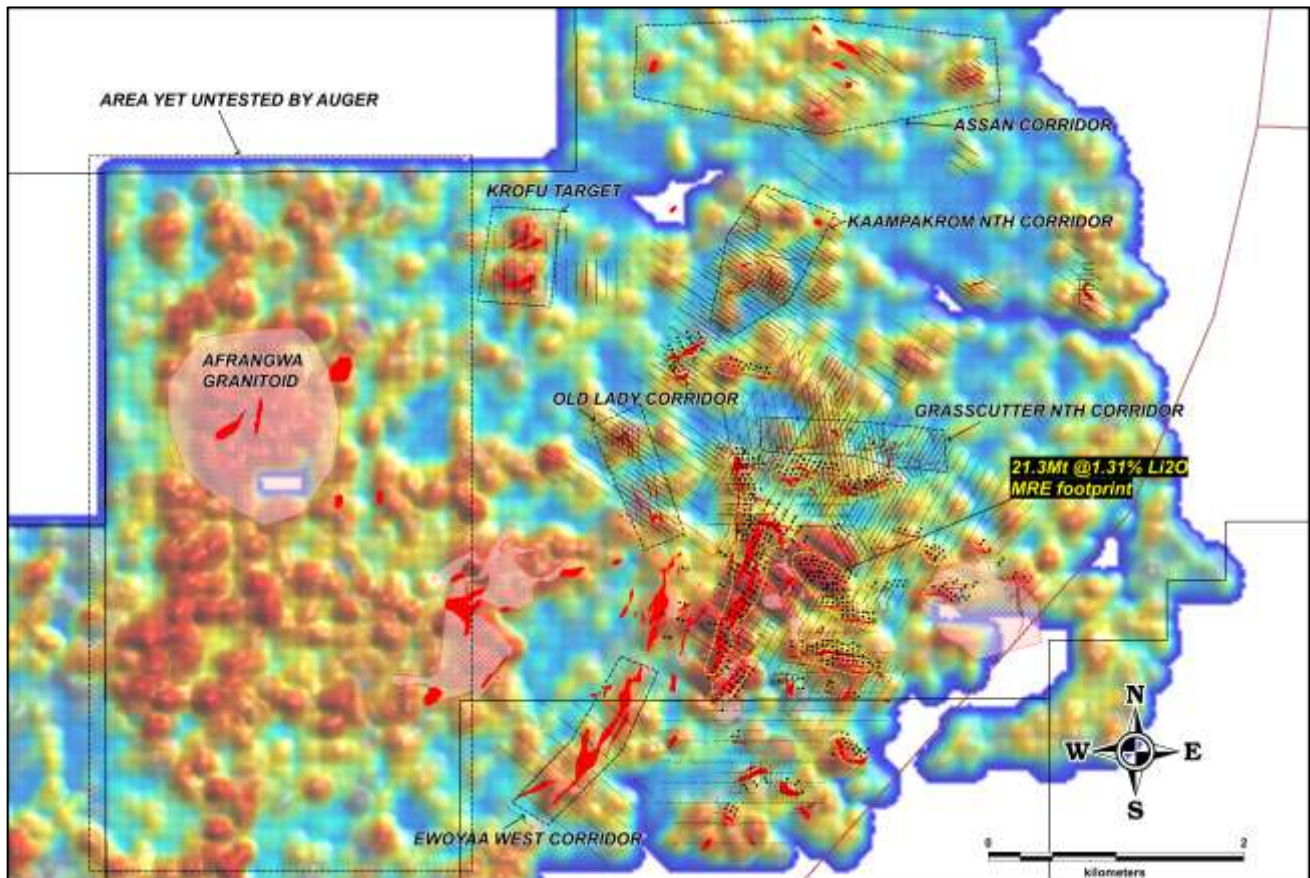 AREA YET UNTESTED BY AUGER
ASSAN CORRIDOR
KROFU TARGET
KAAMPAKROM NTH CORRIDOR
AFRANGWA
GRANITOID
OLD LADY CORRIDOR
GRASSCUTTER NTH CORRIDOR
21.3Mt @1.31% Li2O
MRE footprint
N
W
E
S
EWOYAA WEST CORRIDOR
0
2
kilometers